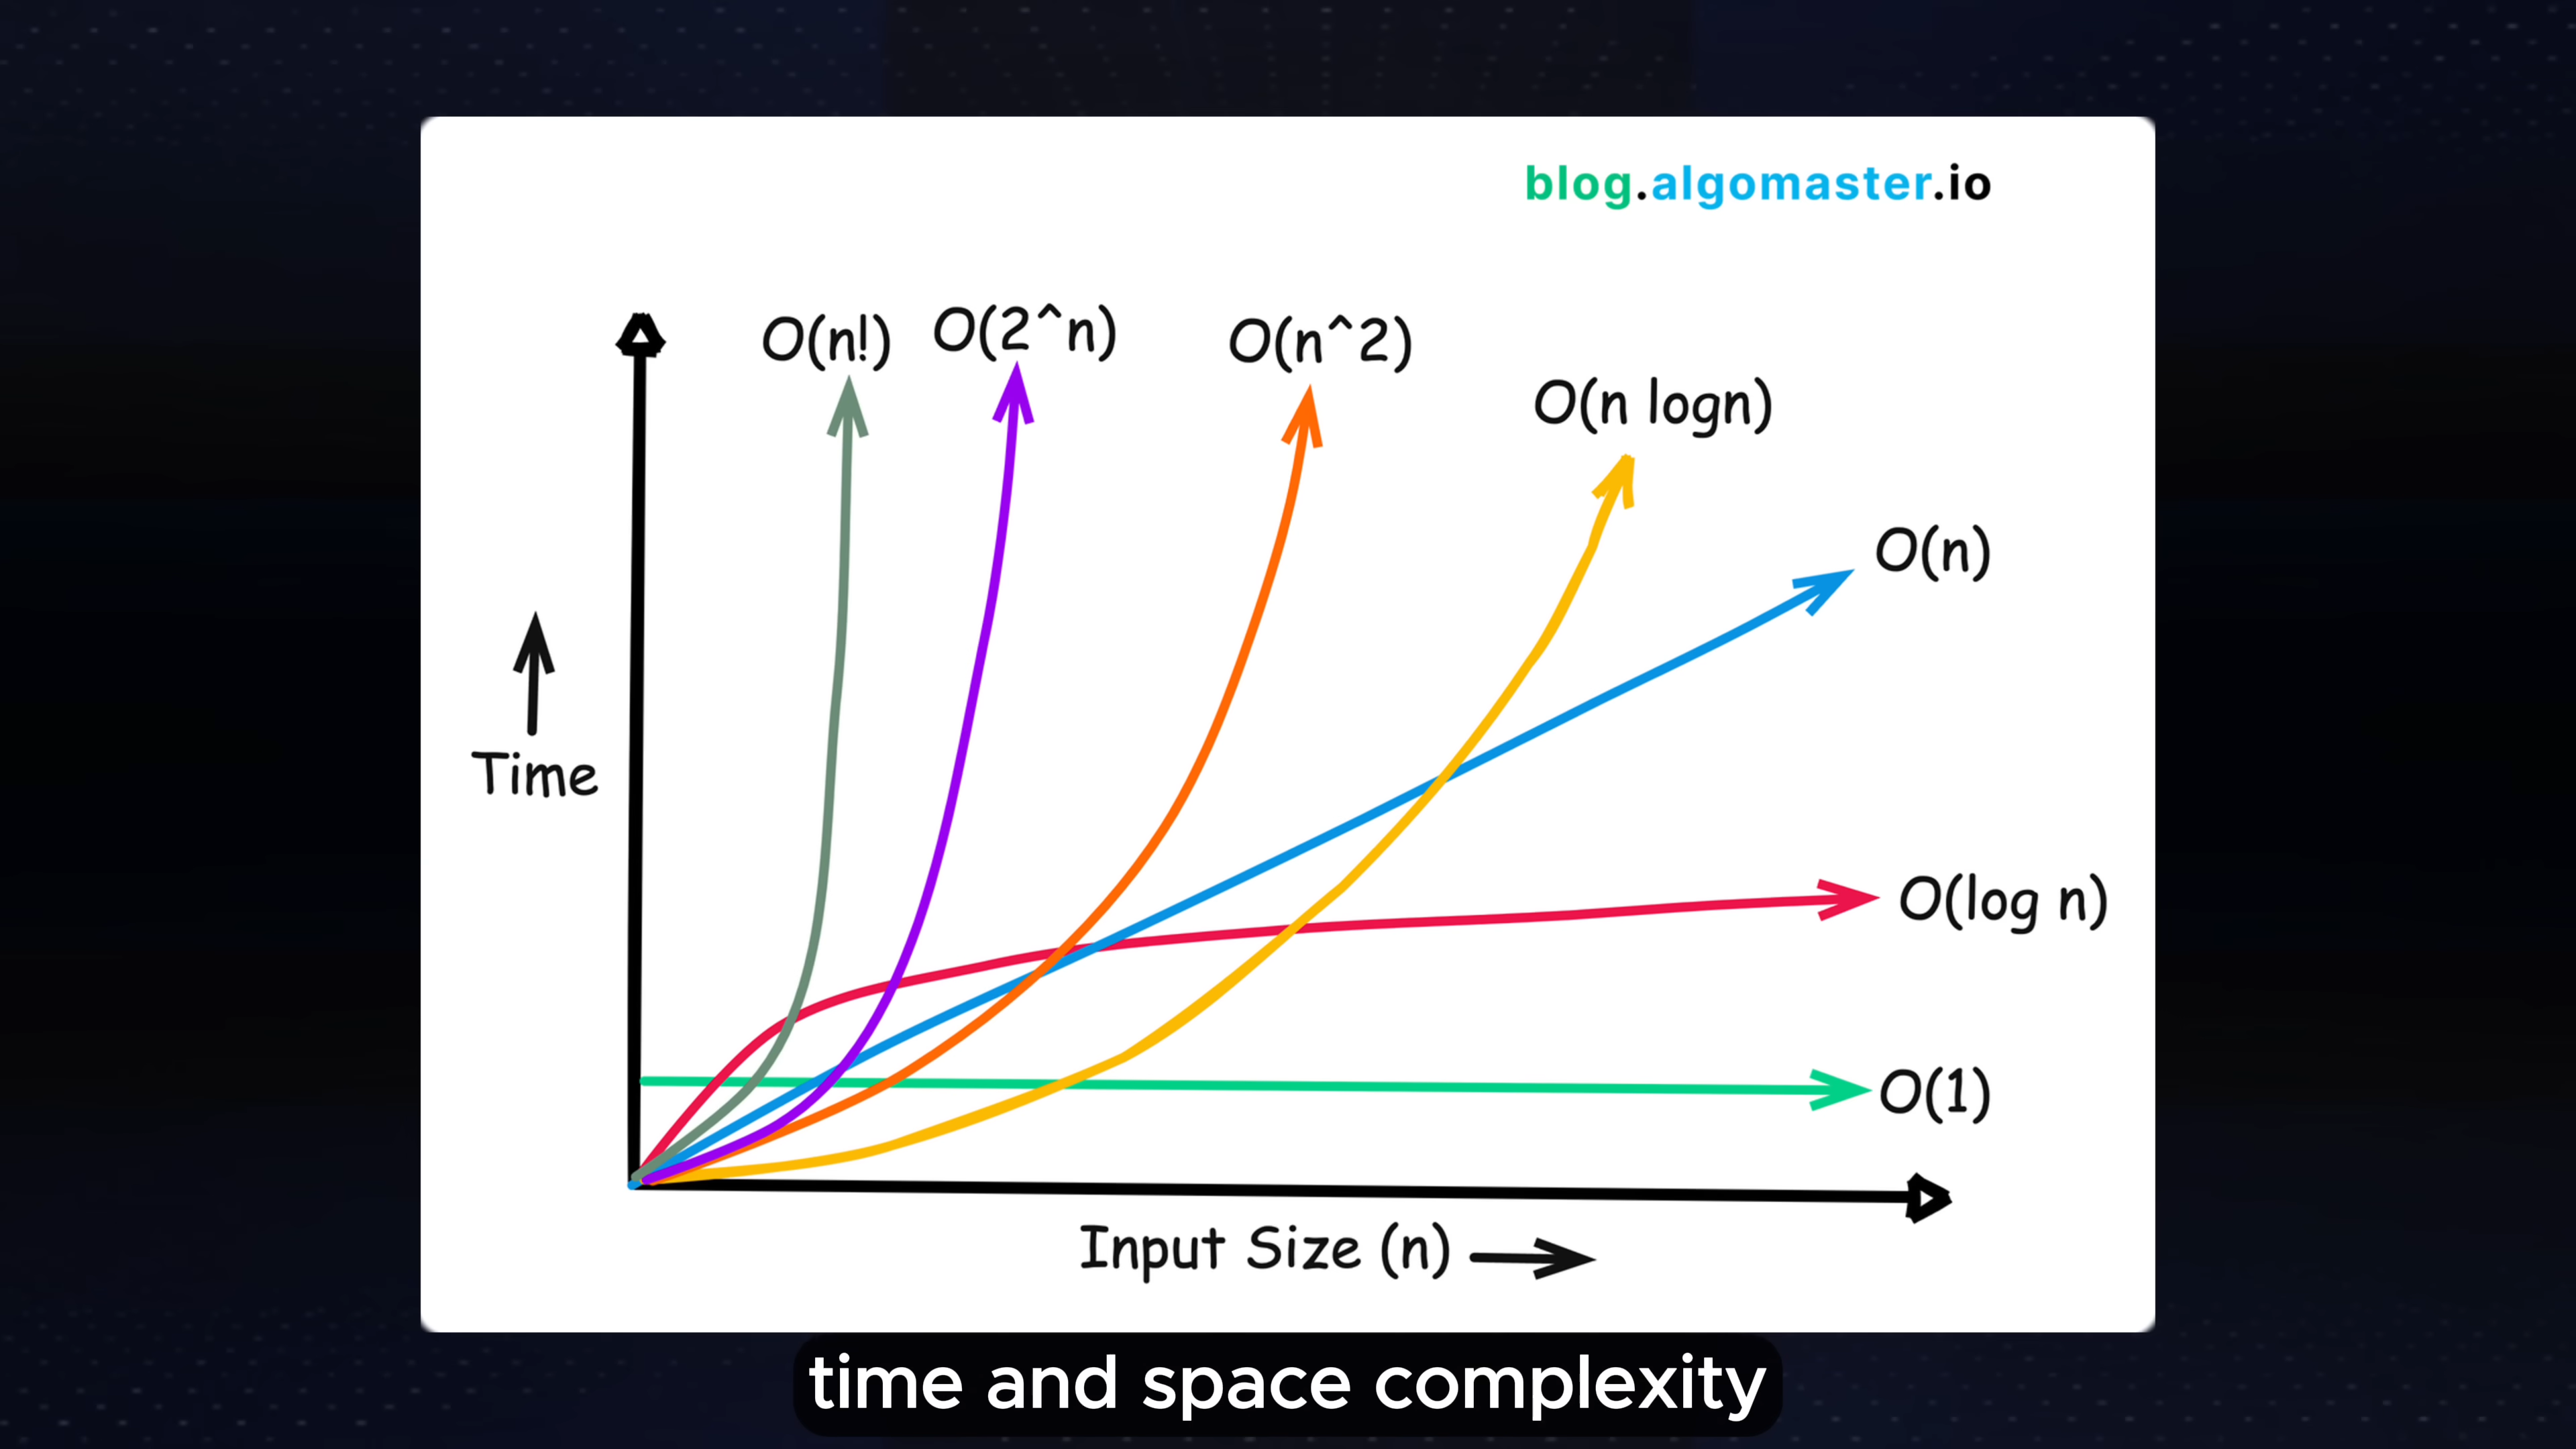 blog.algomaster.io
O(n!)
O(2^n)
O(n^2)
O(n logn)
O(n)
Time
O(log n)
O(1)
Input Size (n)
time and space complexity